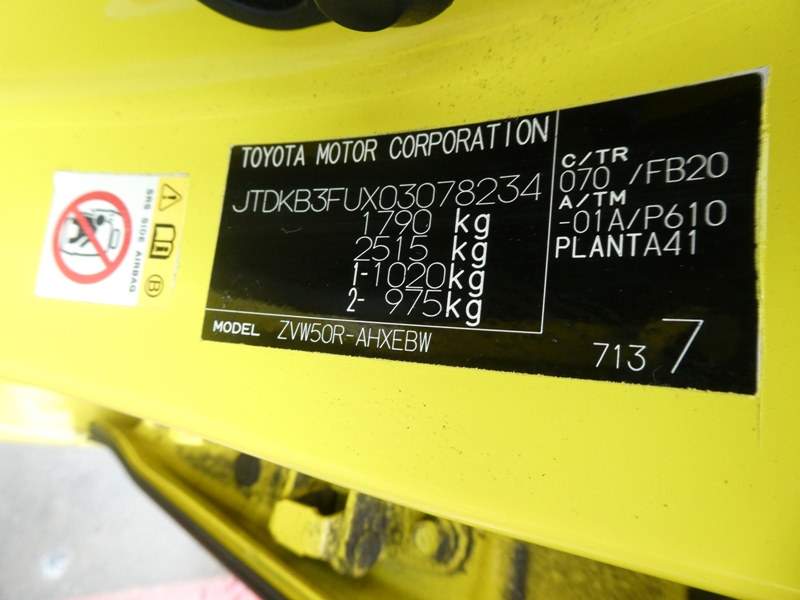 TOYOTA MOTOR CORPORATION
JTDKB3FUX03078234
1790 kg
2515 kg
1-1020kg
2- 975kg
MODEL ZVW50R-AHXEBW
C/TR
070 /FB20
A/TM
-01A/P610
PLANTA41
713 7
SRS SIDE AIRBAG
B